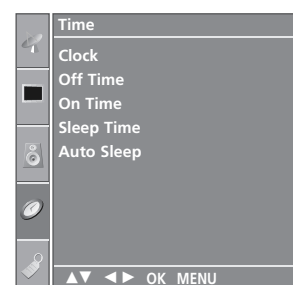 Time
Clock
Off Time
On Time
Sleep Time
Auto Sleep
▲▼ ◄► OK MENU